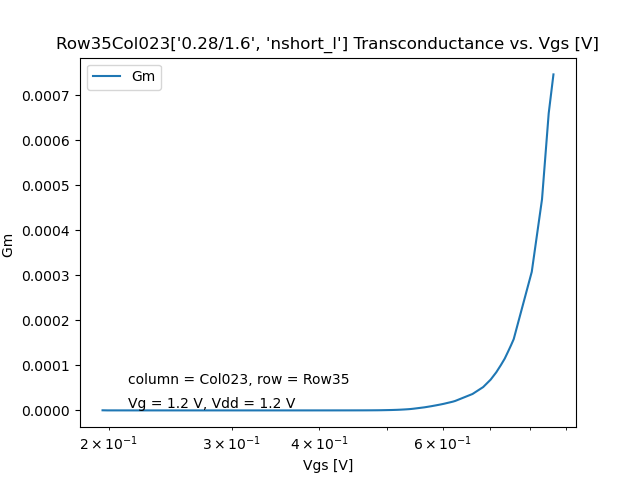 Row35Col023['0.28/1.6', 'nshort_l'] Transconductance vs. Vgs [V]
Gm
0.0007
0.0006
0.0005
0.0004
0.0003
0.0002
0.0001
0.0000
Gm
column = Col023, row = Row35
Vg = 1.2 V, Vdd = 1.2 V
2 × 10⁻¹ 3 × 10⁻¹ 4 × 10⁻¹ 6 × 10⁻¹
Vgs [V]